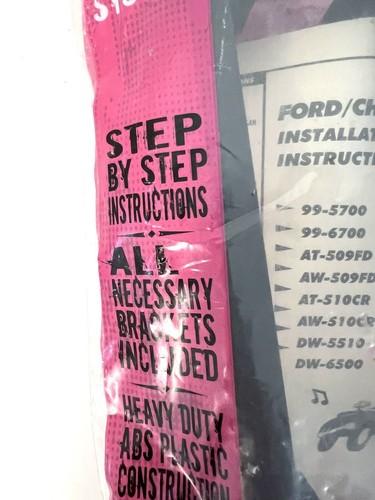 STEP
BY STEP
INSTRUCTIONS
ALL
NECESSARY
BRACKETS
INCLUDED
HEAVY DUTY
ABS PLASTIC
CONSTRUCTION
FORD/CH
INSTALLAT
INSTRUCTI
99-5700
99-6700
AT-509FD
AW-509FD
AT-510CR
AW-510CR
DW-5510
DW-6500